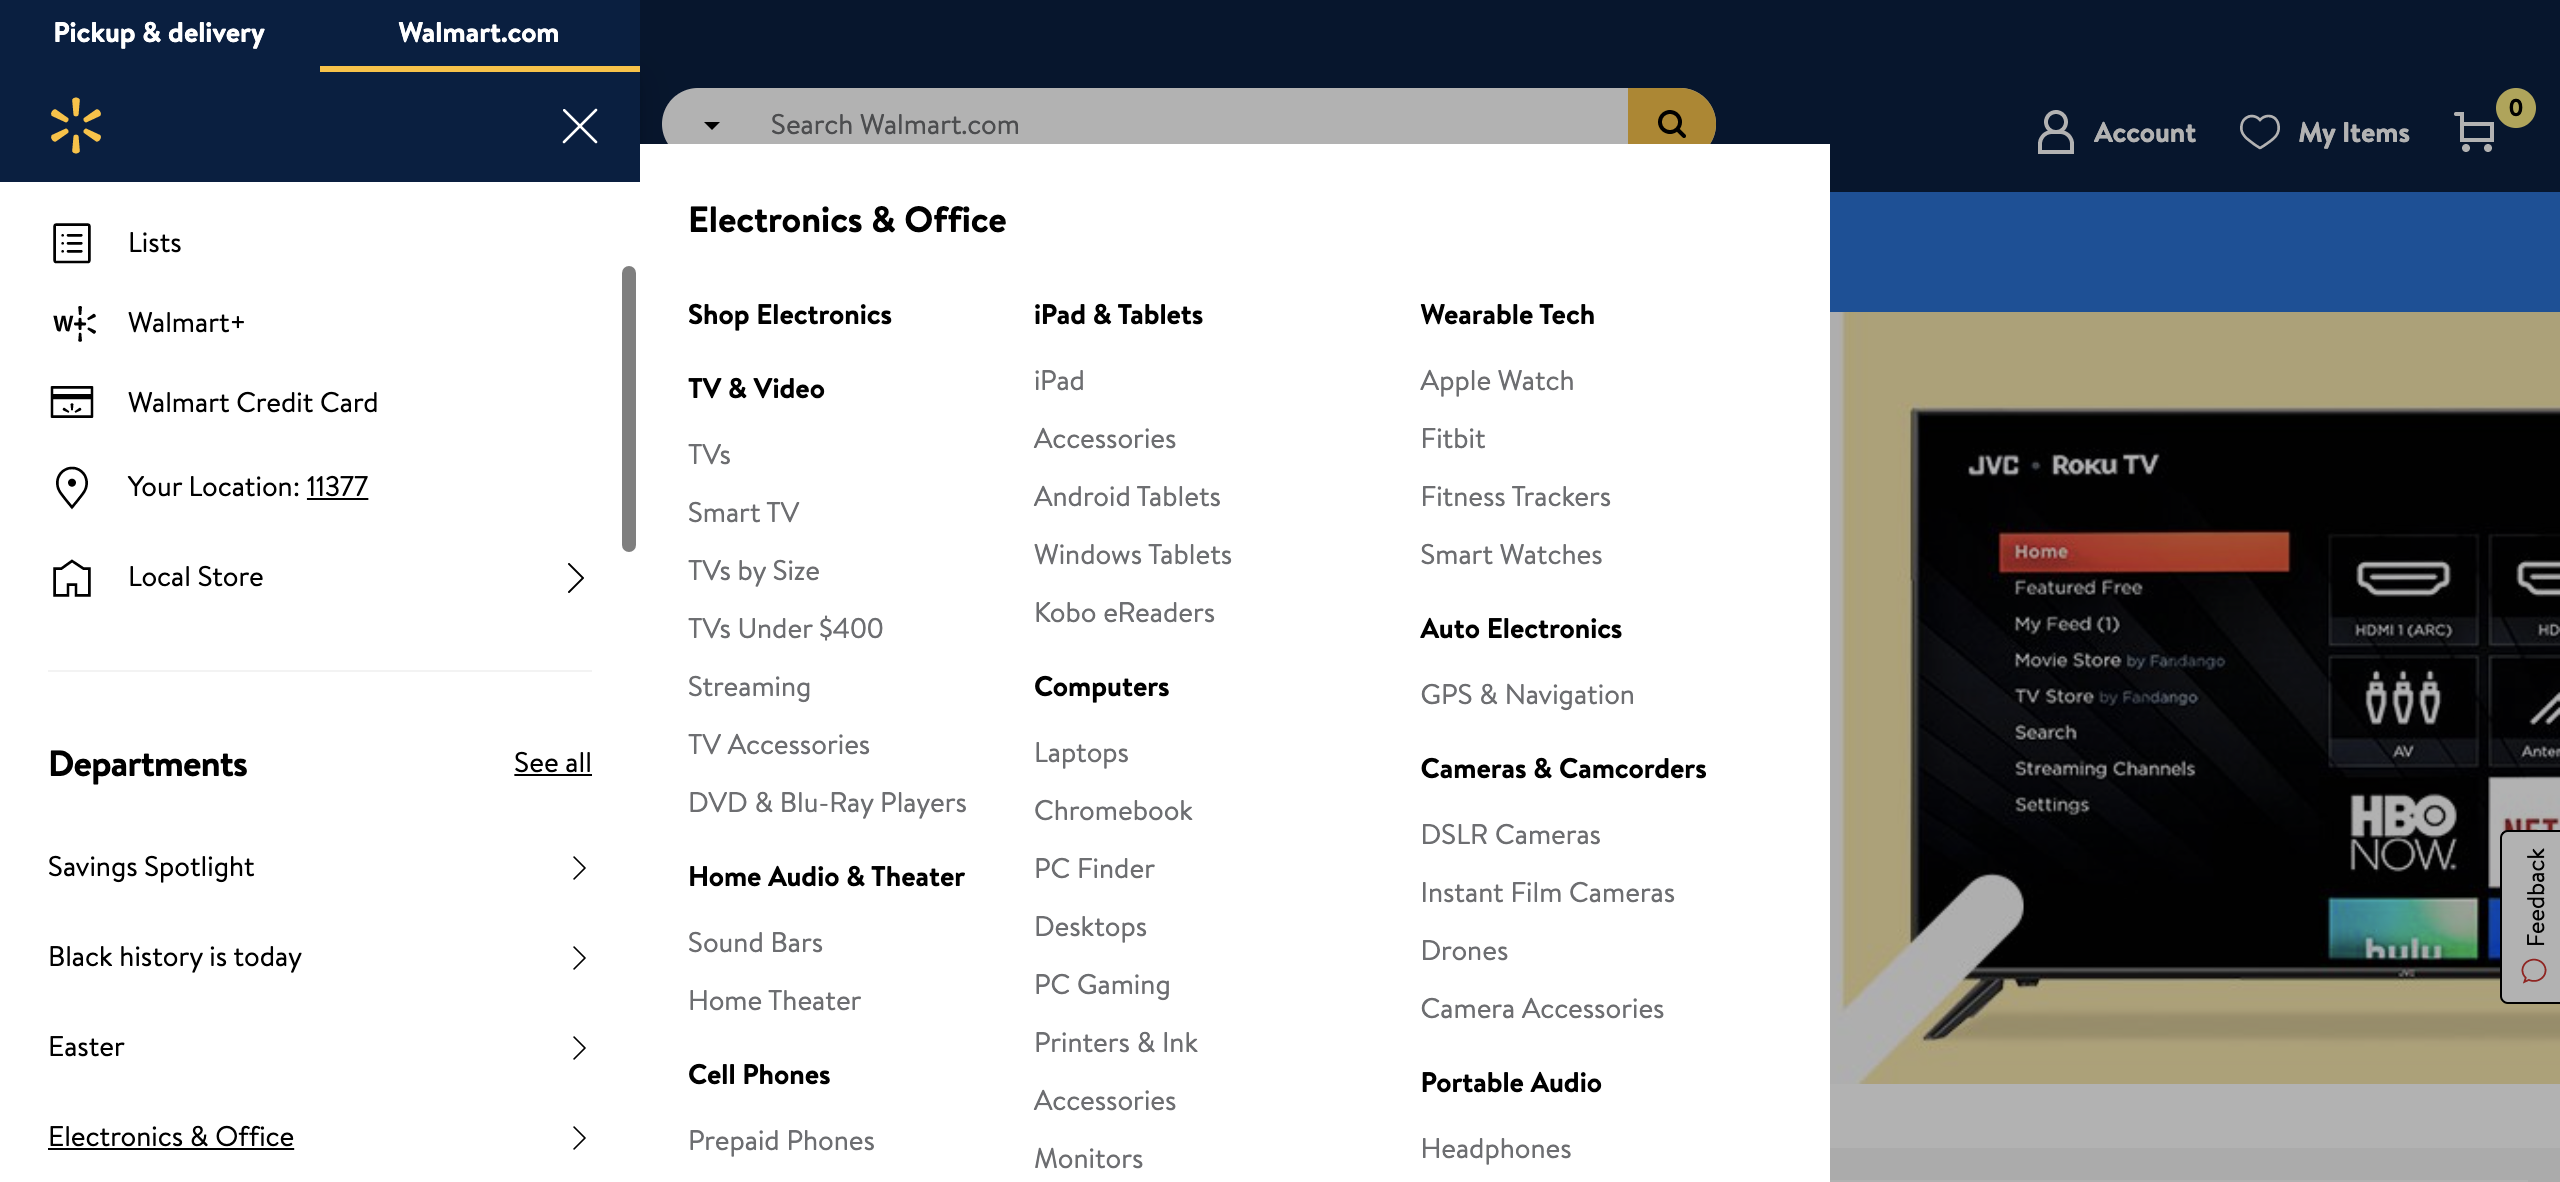 Pickup & delivery
Walmart.com
Search Walmart.com
Account
My Items
0
Lists
W+
Walmart+
Walmart Credit Card
Your Location: 11377
Local Store
Departments
See all
Savings Spotlight
Black history is today
Easter
Electronics & Office
Electronics & Office
Shop Electronics
TV & Video
TVs
Smart TV
TVs by Size
TVs Under $400
Streaming
TV Accessories
DVD & Blu-Ray Players
Home Audio & Theater
Sound Bars
Home Theater
Cell Phones
Prepaid Phones
iPad & Tablets
iPad
Accessories
Android Tablets
Windows Tablets
Kobo eReaders
Computers
Laptops
Chromebook
PC Finder
Desktops
PC Gaming
Printers & Ink
Accessories
Monitors
Wearable Tech
Apple Watch
Fitbit
Fitness Trackers
Smart Watches
Auto Electronics
GPS & Navigation
Cameras & Camcorders
DSLR Cameras
Instant Film Cameras
Drones
Camera Accessories
Portable Audio
Headphones
JVC • Roku TV
Home
Featured Free
My Feed (1)
Movie Store by Fandango
TV Store by Fandango
Search
Streaming Channels
Settings
HDMI 1 (ARC)
HD
AV
Anter
HBO
NOW.
NET
hulu
JVC
Feedback